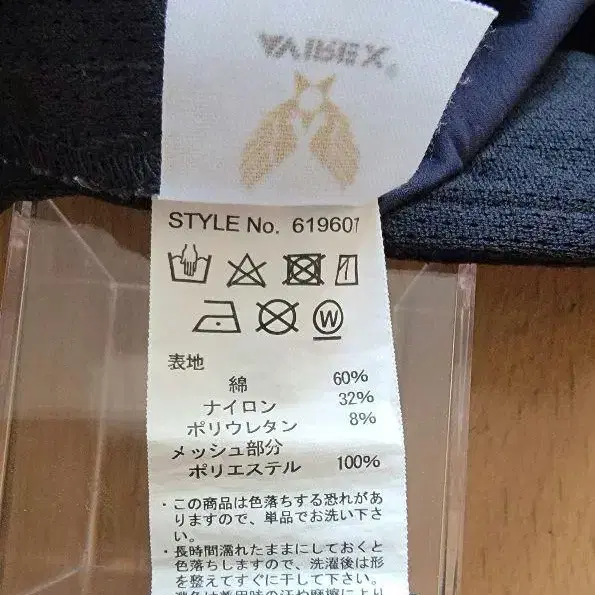 AVIREX®
STYLE No. 619601
W
表地
綿 60%
ナイロン 32%
ポリウレタン 8%
メッシュ部分
ポリエステル 100%
・この商品は色落ちする恐れがあ
りますので、単品でお洗い下さ
い。
・長時間濡れたままにしておくと
色落ちしますので、洗濯後は形
を整えてすぐに干して下さい。